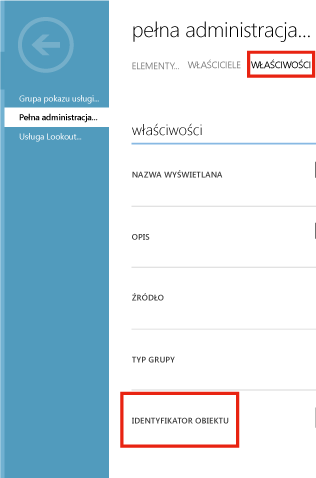 pełna administracja...
ELEMENTY... WŁAŚCICIELE WŁAŚCIWOŚCI
Grupa pokazu usługi...
Pełna administracja...
Usługa Lookout...
właściwości
NAZWA WYŚWIETLANA
OPIS
ŹRÓDŁO
TYP GRUPY
IDENTYFIKATOR OBIEKTU